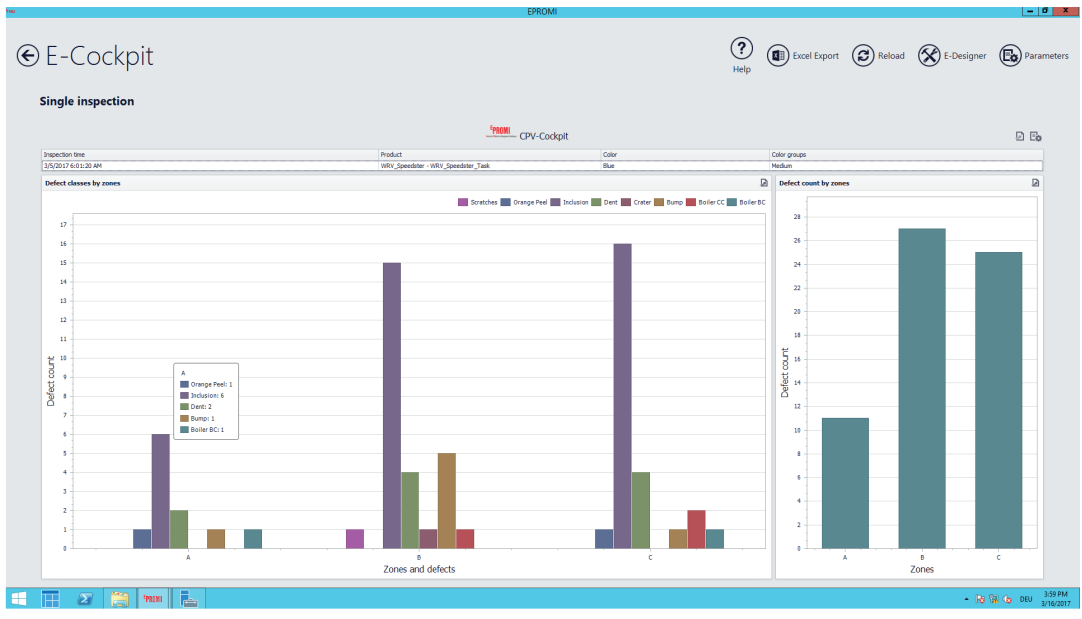 EPROMI
E-Cockpit
Help
Excel Export
Reload
E-Designer
Parameters
Single inspection
EPROMI CPV-Cockpit
Inspection time Product Color Color groups
3/5/2017 6:01:20 AM WRV_Speedster - WRV_Speedster_Task Blue Medium
Defect classes by zones
Scratches Orange Peel Inclusion Dent Crater Bump Boiler CC Boiler BC
17
16
15
14
13
12
11
10
9
8
7
6
5
4
3
2
1
0
Defect count
A
Orange Peel: 1
Inclusion: 6
Dent: 2
Bump: 1
Boiler BC: 1
A B C
Zones and defects
Defect count by zones
28
26
24
22
20
18
16
14
12
10
8
6
4
2
0
Defect count
A B C
Zones
EPROMI
DEU
3:59 PM
3/16/2017